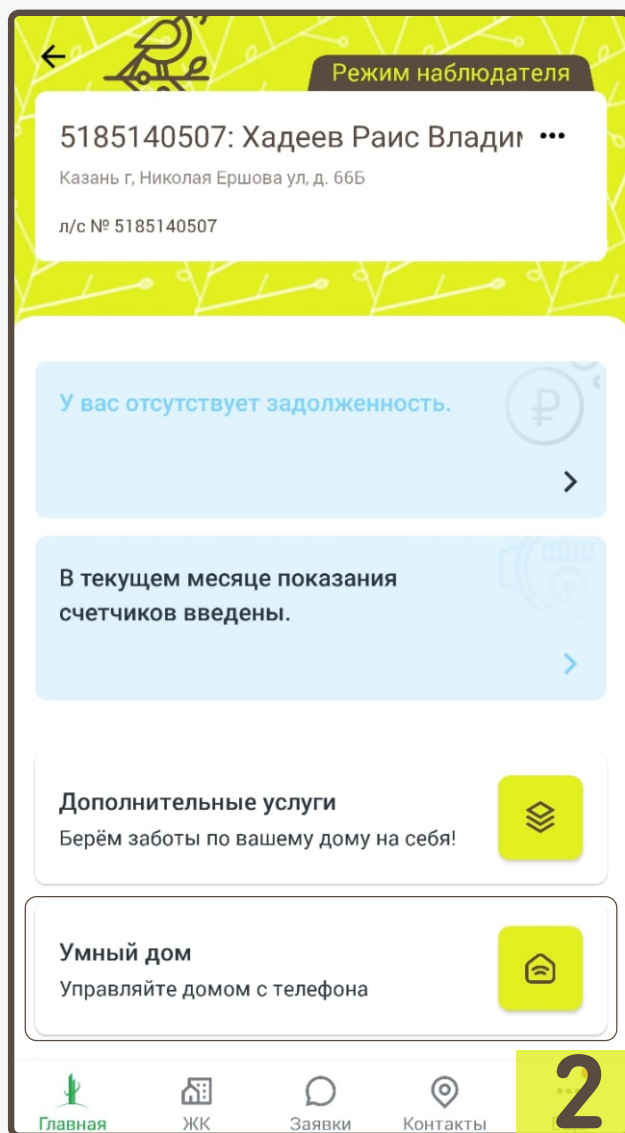 Режим наблюдателя
5185140507: Хадеев Раис Влади
Казань г, Николая Ершова ул, д. 66Б
л/с № 5185140507
У вас отсутствует задолженность.
В текущем месяце показания
счетчиков введены.
Дополнительные услуги
Берём заботы по вашему дому на себя!
Умный дом
Управляйте домом с телефона
Главная ЖК Заявки Контакты
2